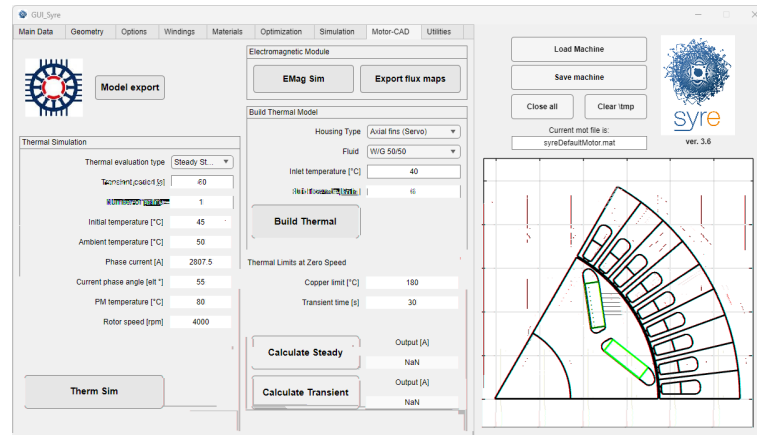 GUI_Syre
Main Data Geometry Options Windings Materials Optimization Simulation Motor-CAD Utilities
Model export
Thermal Simulation
Thermal evaluation type Steady St...
Transient period [s] 60
1
Initial temperature [°C] 45
Ambient temperature [°C] 50
Phase current [A] 2807.5
Current phase angle [elt °] 55
PM temperature [°C] 80
Rotor speed [rpm] 4000
Therm Sim
Electromagnetic Module
EMag Sim Export flux maps
Build Thermal Model
Housing Type Axial fins (Servo)
Fluid W/G 50/50
Inlet temperature [°C] 40
6
Build Thermal
Thermal Limits at Zero Speed
Copper limit [°C] 180
Transient time [s] 30
Calculate Steady
Output [A]
NaN
Calculate Transient
Output [A]
NaN
Load Machine
Save machine
Close all Clear \tmp
Current mot file is:
syreDefaultMotor.mat
syre
ver. 3.6